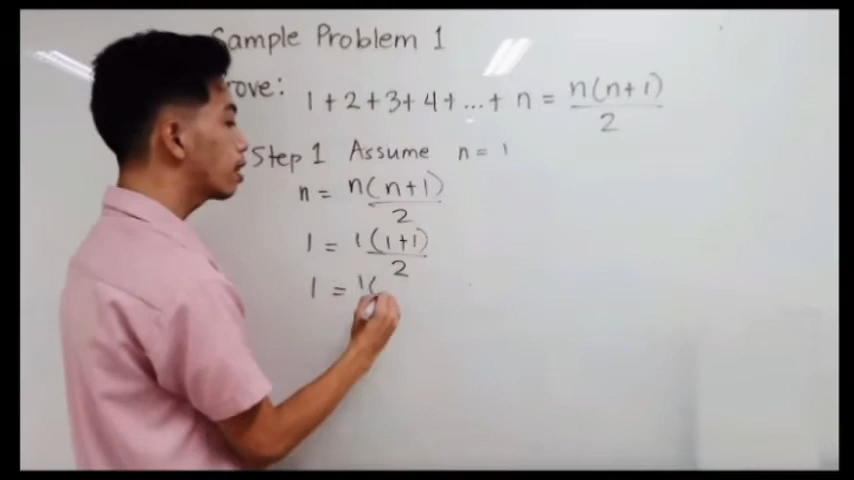 Sample Problem 1
Prove: 1 + 2 + 3 + 4 + ... + n = n(n+1)/2
Step 1 Assume n = 1
n = n(n+1)/2
1 = 1(1+1)/2
1 = 1(